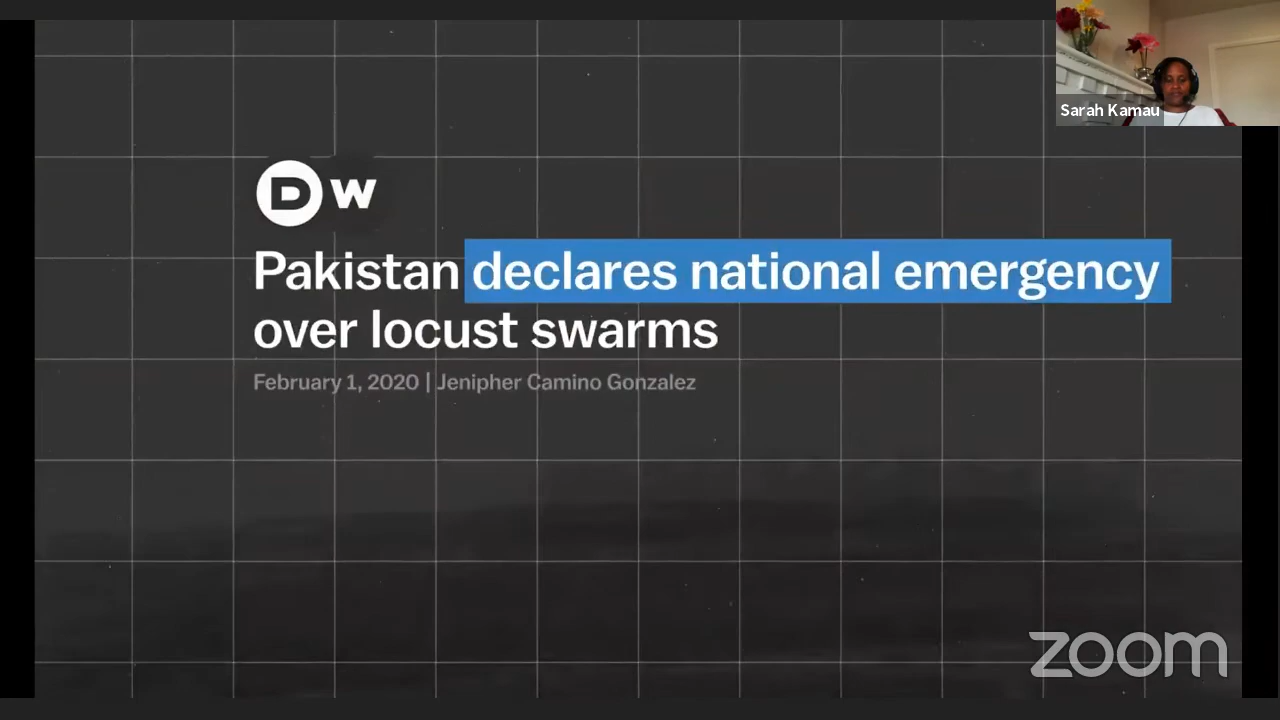 Sarah Kamau
DW
Pakistan declares national emergency
over locust swarms
February 1, 2020 | Jenipher Camino Gonzalez
zoom